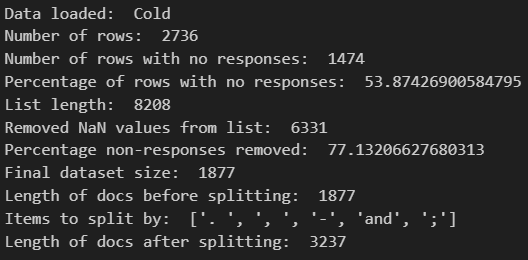 Data loaded:  Cold
Number of rows:  2736
Number of rows with no responses:  1474
Percentage of rows with no responses:  53.87426900584795
List length:  8208
Removed NaN values from list:  6331
Percentage non-responses removed:  77.13206627680313
Final dataset size:  1877
Length of docs before splitting:  1877
Items to split by:  ['. ', ', ', '-', 'and', ';']
Length of docs after splitting:  3237